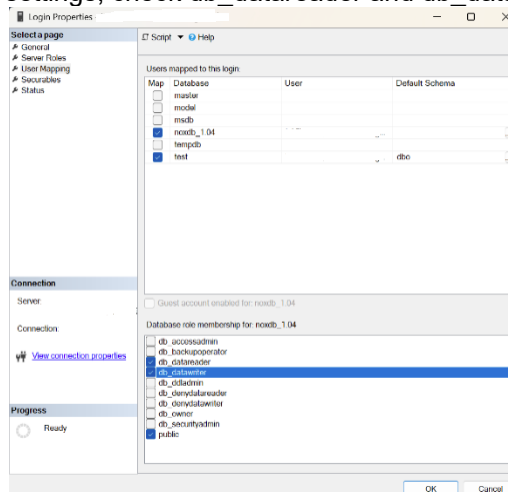 settings, check db_datareader and db_dat
Login Properties
Select a page
General
Server Roles
User Mapping
Securables
Status
Script Help
Users mapped to this login:
Map Database User Default Schema
master
model
msdb
noxdb_1.04
tempdb
test dbo
Guest account enabled for: noxdb_1.04
Database role membership for: noxdb_1.04
db_accessadmin
db_backupoperator
db_datareader
db_datawriter
db_ddladmin
db_denydatareader
db_denydatawriter
db_owner
db_securityadmin
public
Connection
Server:
Connection:
View connection properties
Progress
Ready
OK Cancel